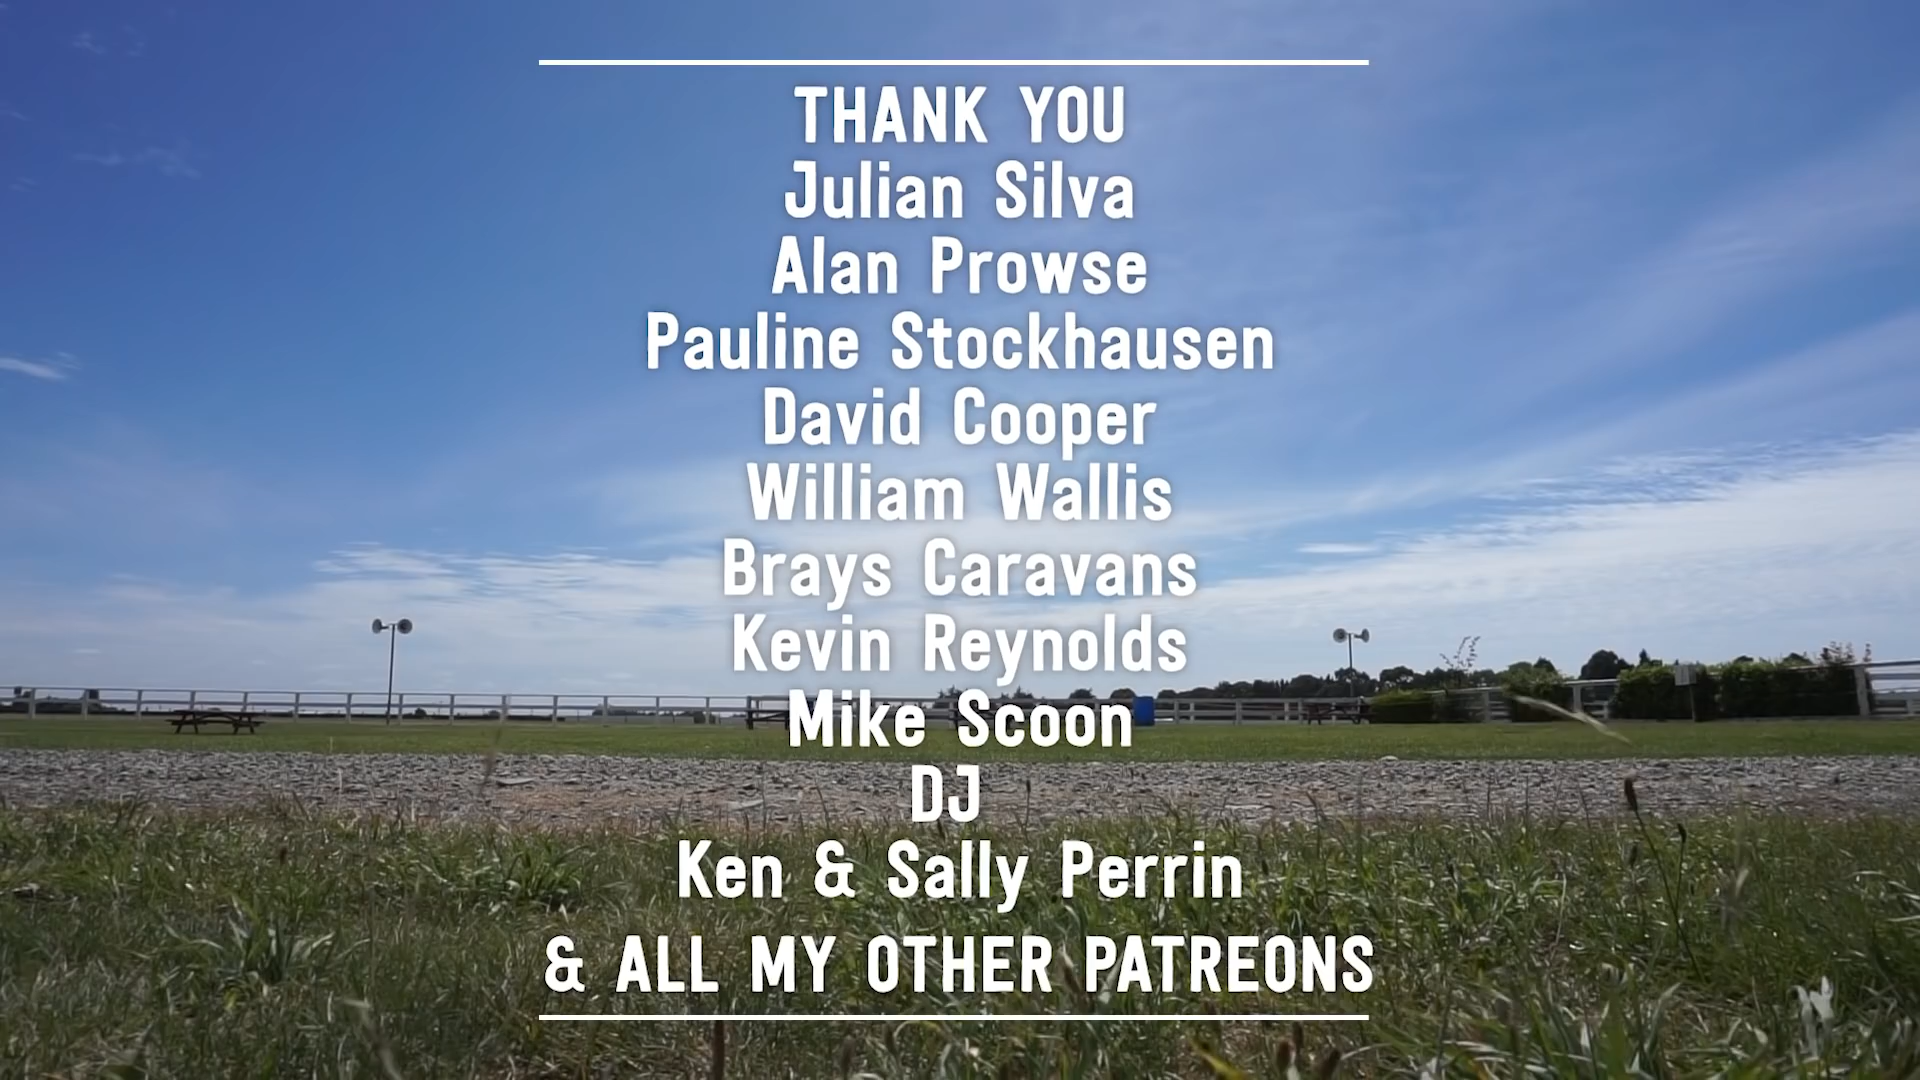 THANK YOU
Julian Silva
Alan Prowse
Pauline Stockhausen
David Cooper
William Wallis
Brays Caravans
Kevin Reynolds
Mike Scoon
DJ
Ken & Sally Perrin
& ALL MY OTHER PATREONS